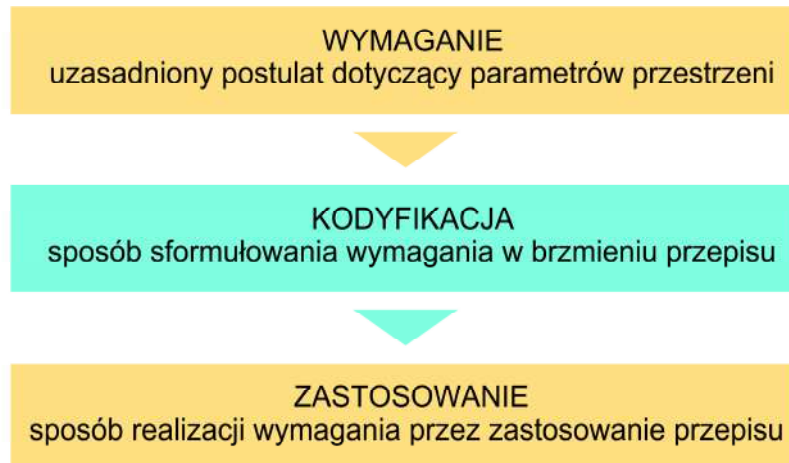 WYMAGANIE
uzasadniony postulat dotyczący parametrów przestrzeni
KODYFIKACJA
sposób sformułowania wymagania w brzmieniu przepisu
ZASTOSOWANIE
sposób realizacji wymagania przez zastosowanie przepisu